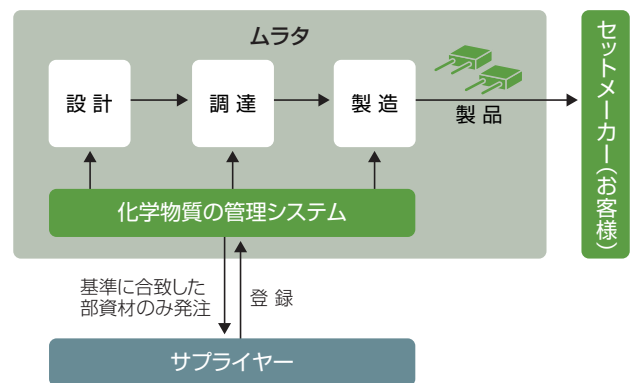 ムラタ
設計
調達
製造
製品
セットメーカー(お客様)
化学物質の管理システム
基準に合致した
部資材のみ発注
登録
サプライヤー